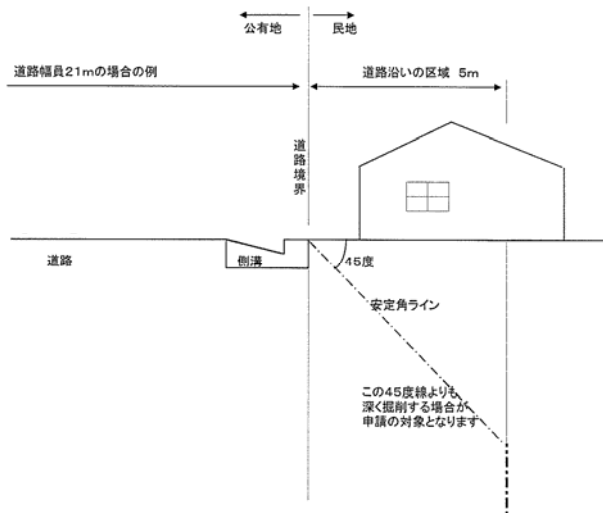 公有地
民地
道路幅員21mの場合の例
道路沿いの区域 5m
道路境界
道路
側溝
45度
安定角ライン
この45度線よりも
深く掘削する場合が
申請の対象となります